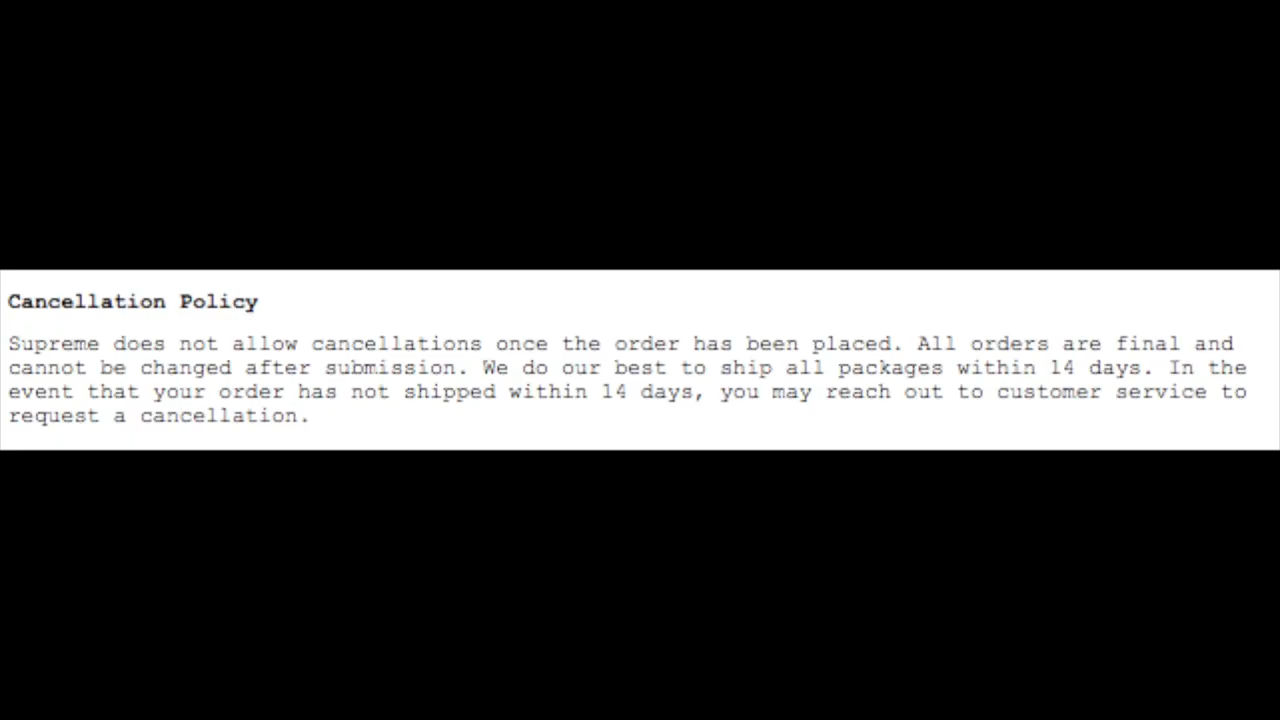 Cancellation Policy
Supreme does not allow cancellations once the order has been placed. All orders are final and
cannot be changed after submission. We do our best to ship all packages within 14 days. In the
event that your order has not shipped within 14 days, you may reach out to customer service to
request a cancellation.